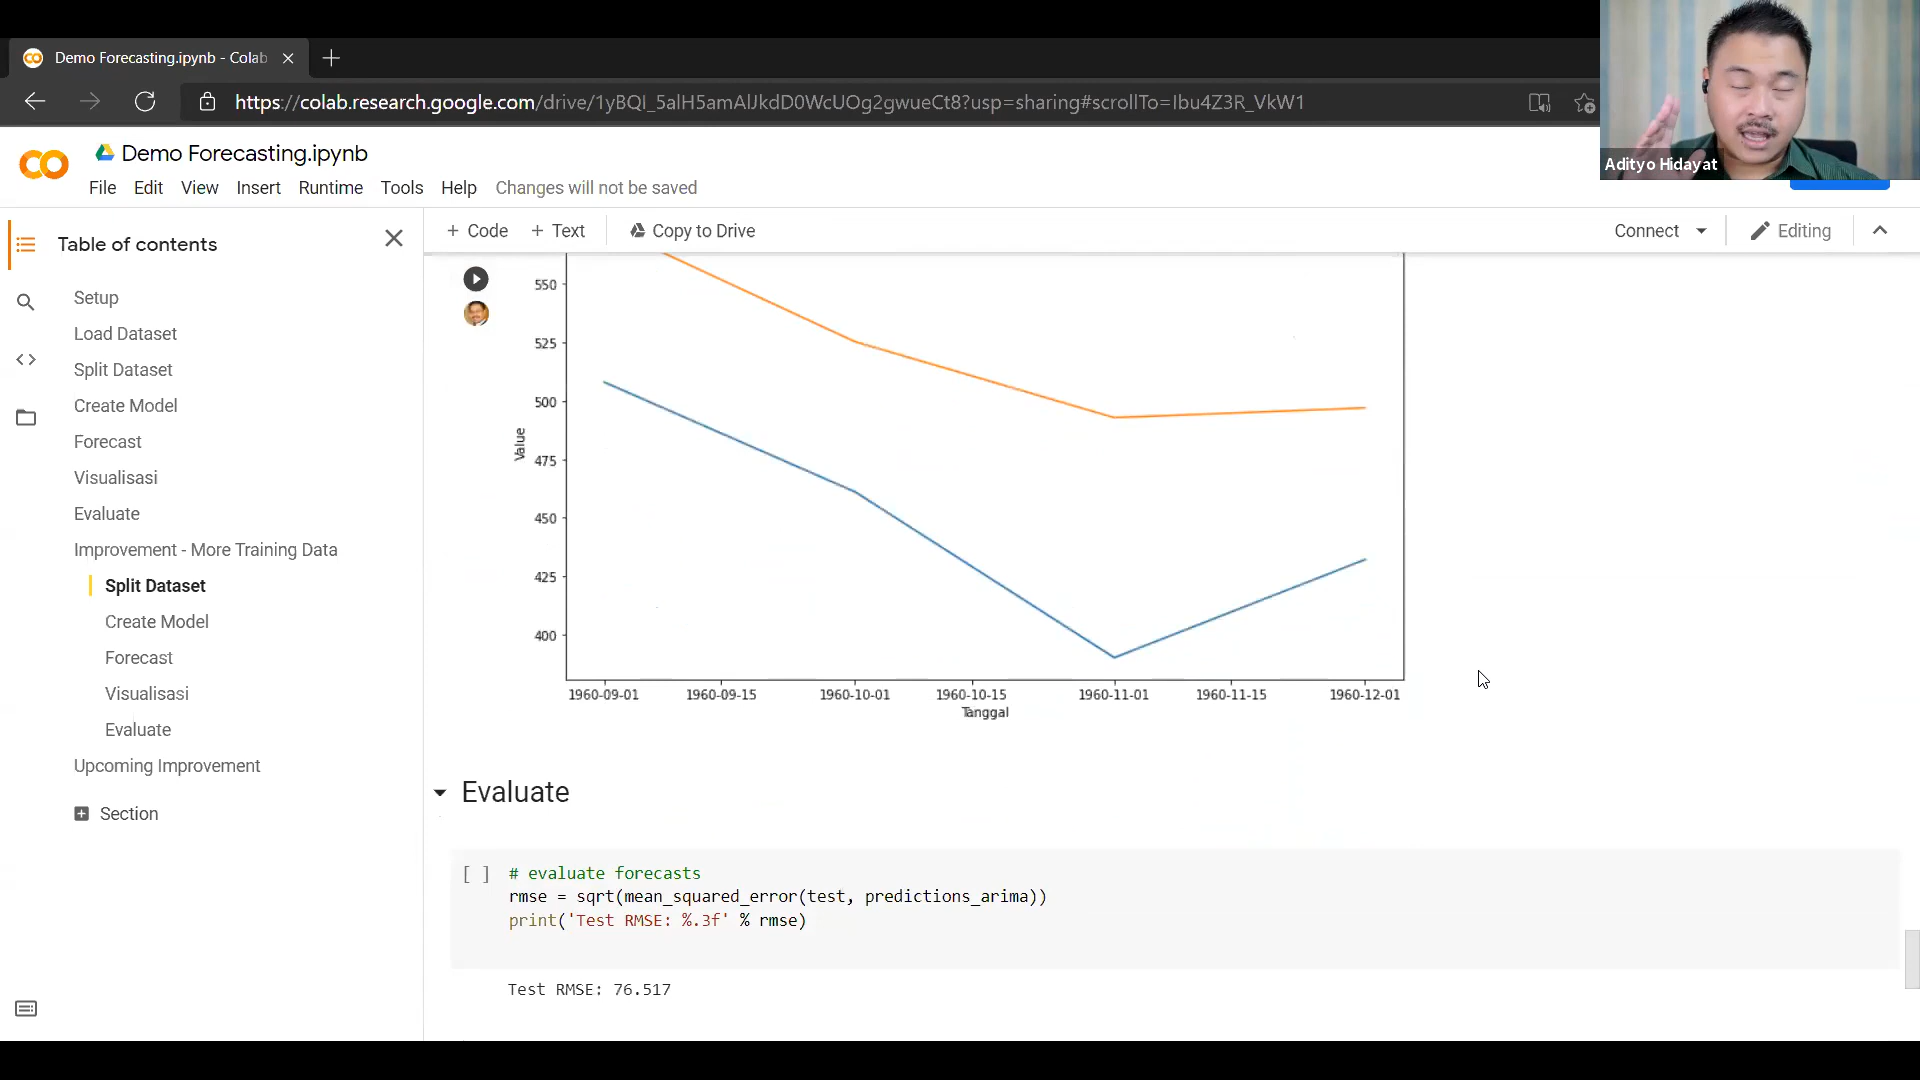 Demo Forecasting.ipynb - Colab
https://colab.research.google.com/drive/1yBQI_5alH5amAlJkdD0WcUOg2gwueCt8?usp=sharing#scrollTo=Ibu4Z3R_VkW1
Adityo Hidayat
Demo Forecasting.ipynb
File Edit View Insert Runtime Tools Help Changes will not be saved
+ Code + Text Copy to Drive
Connect
Editing
Table of contents
Setup
Load Dataset
Split Dataset
Create Model
Forecast
Visualisasi
Evaluate
Improvement - More Training Data
Split Dataset
Create Model
Forecast
Visualisasi
Evaluate
Upcoming Improvement
Section
550
525
500
475
450
425
400
Value
1960-09-01 1960-09-15 1960-10-01 1960-10-15 1960-11-01 1960-11-15 1960-12-01
Tanggal
Evaluate
[ ] # evaluate forecasts
rmse = sqrt(mean_squared_error(test, predictions_arima))
print('Test RMSE: %.3f' % rmse)
Test RMSE: 76.517